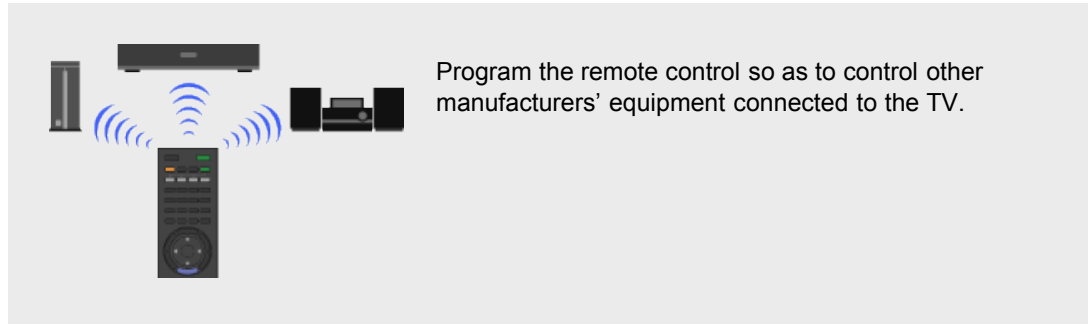 Program the remote control so as to control other
manufacturers’ equipment connected to the TV.